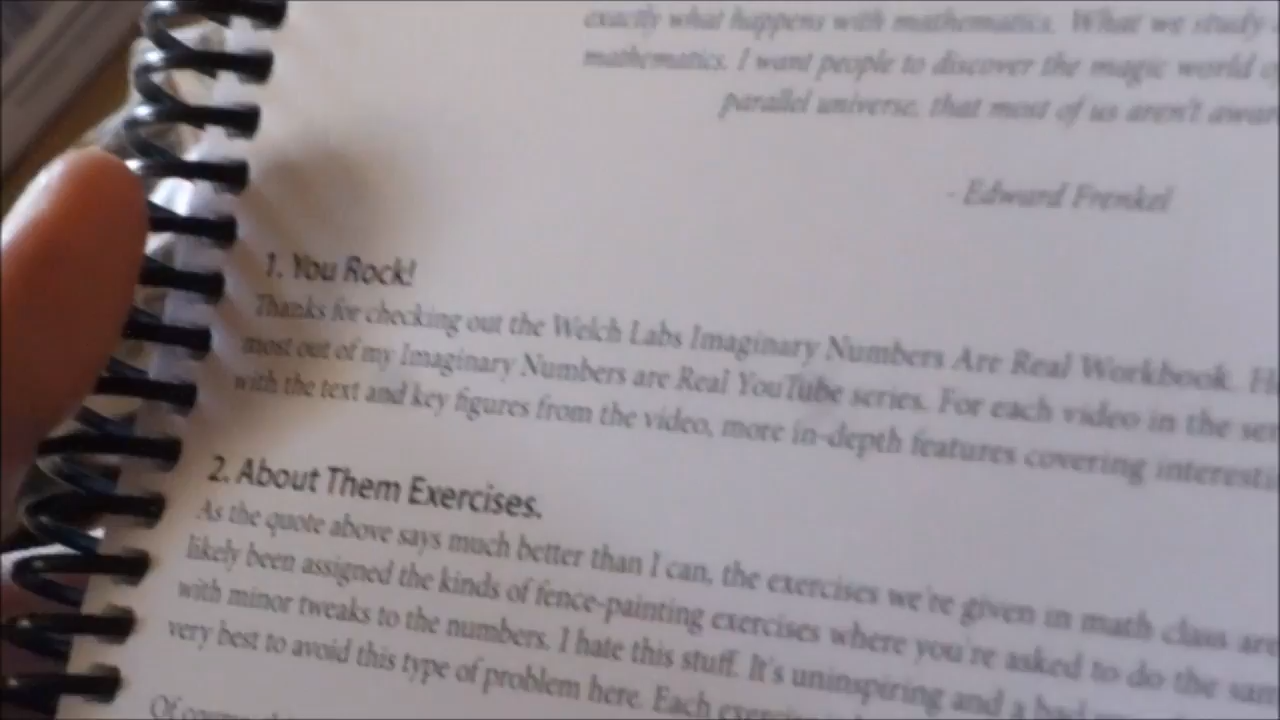 exactly what happens with mathematics. What we study
mathematics. I want people to discover the magic world
parallel universe, that most of us aren't
- Edward Frenkel
1. You Rock!
Thanks for checking out the Welch Labs Imaginary Numbers Are Real Workbook.
most out of my Imaginary Numbers are Real YouTube series. For each video in the
with the text and key figures from the video, more in-depth features covering
2. About Them Exercises.
As the quote above says much better than I can, the exercises we're given in math class are
likely been assigned the kinds of fence-painting exercises where you're asked to do the
with minor tweaks to the numbers. I hate this stuff. It's uninspiring and a bad
very best to avoid this type of problem here. Each
Of course